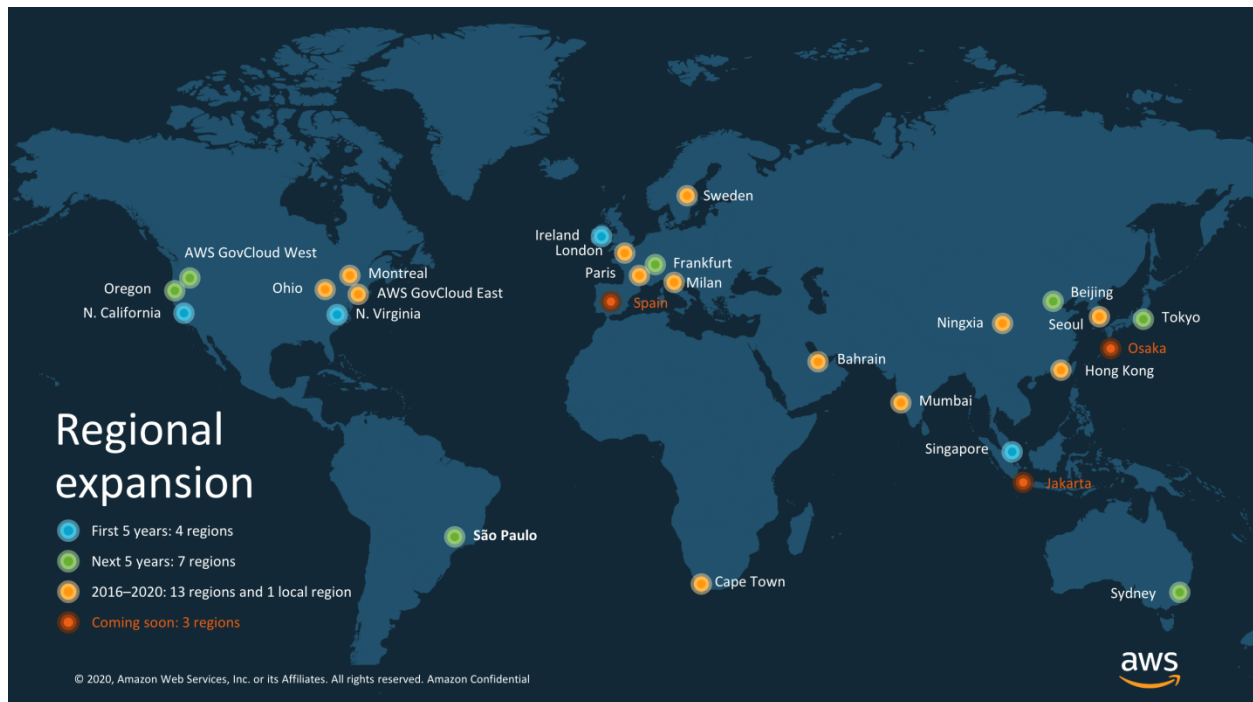 Sweden
Ireland
London
AWS GovCloud West
Frankfurt
Montreal
Paris
Milan
Oregon
Ohio
AWS GovCloud East
Beijing
Spain
N. California
N. Virginia
Ningxia
Seoul
Tokyo
Osaka
Bahrain
Hong Kong
Mumbai
Regional
expansion
Singapore
Jakarta
First 5 years: 4 regions
São Paulo
Next 5 years: 7 regions
Cape Town
2016–2020: 13 regions and 1 local region
Sydney
Coming soon: 3 regions
aws
© 2020, Amazon Web Services, Inc. or its Affiliates. All rights reserved. Amazon Confidential